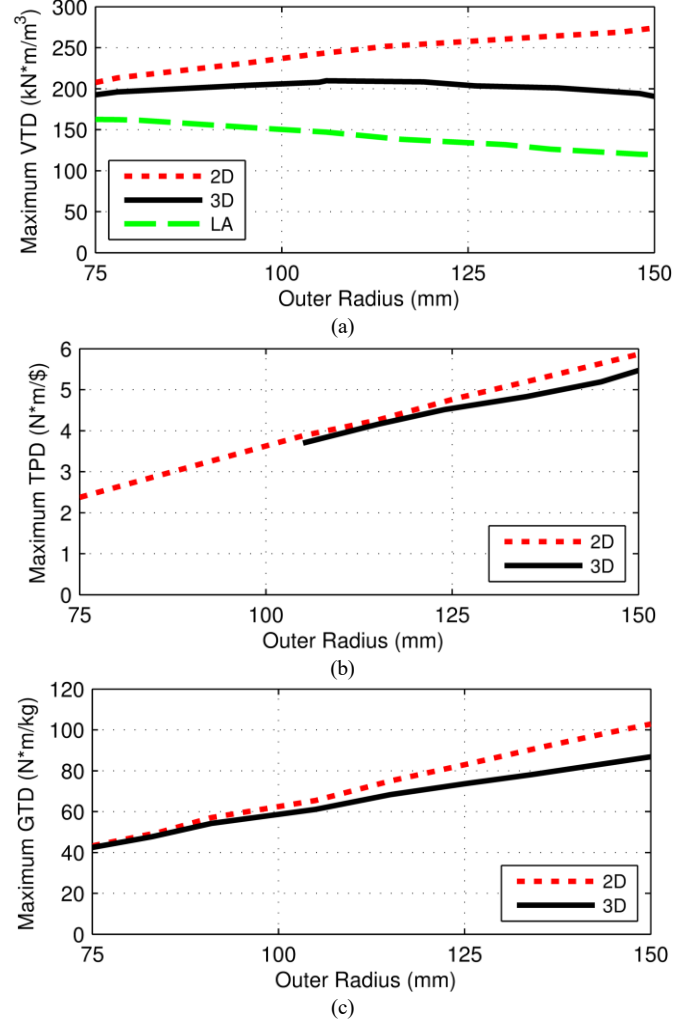 300
250
200
150
100
50
0
Maximum VTD (kN*m/m³)
2D
3D
LA
75 100 125 150
Outer Radius (mm)
(a)
6
5
4
3
2
1
0
Maximum TPD (N*m/$)
2D
3D
75 100 125 150
Outer Radius (mm)
(b)
120
100
80
60
40
20
0
Maximum GTD (N*m/kg)
2D
3D
75 100 125 150
Outer Radius (mm)
(c)